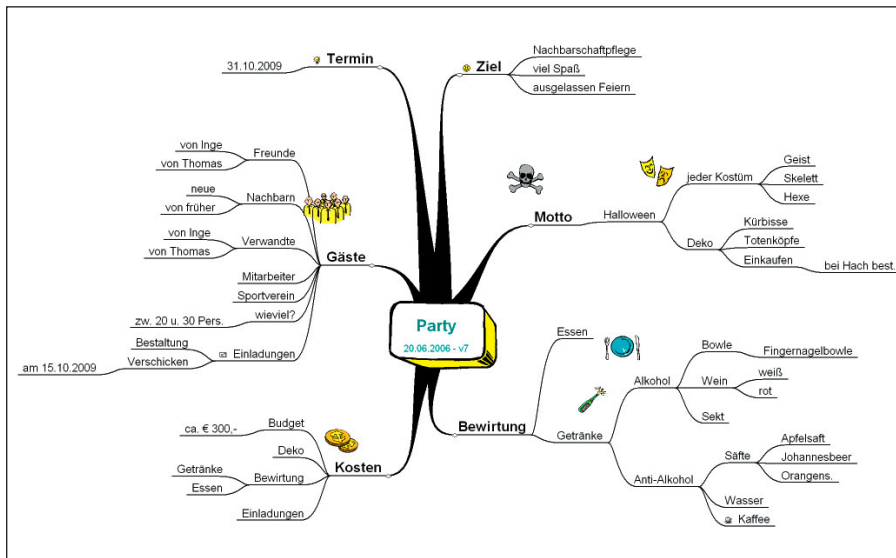 Termin
31.10.2009
Ziel
Nachbarschaftpflege
viel Spaß
ausgelassen Feiern
Gäste
Freunde
von Inge
von Thomas
Nachbarn
neue
von früher
Verwandte
von Inge
von Thomas
Mitarbeiter
Sportverein
wieviel?
zw. 20 u. 30 Pers.
Einladungen
Bestaltung
Verschicken
am 15.10.2009
Motto
Halloween
jeder Kostüm
Geist
Skelett
Hexe
Deko
Kürbisse
Totenköpfe
Einkaufen
bei Hach best.
Party
20.06.2006 - v7
Kosten
Budget
ca. € 300,-
Deko
Bewirtung
Getränke
Essen
Einladungen
Bewirtung
Essen
Getränke
Alkohol
Bowle
Fingernagelbowle
Wein
weiß
rot
Sekt
Anti-Alkohol
Säfte
Apfelsaft
Johannesbeer
Orangens.
Wasser
Kaffee